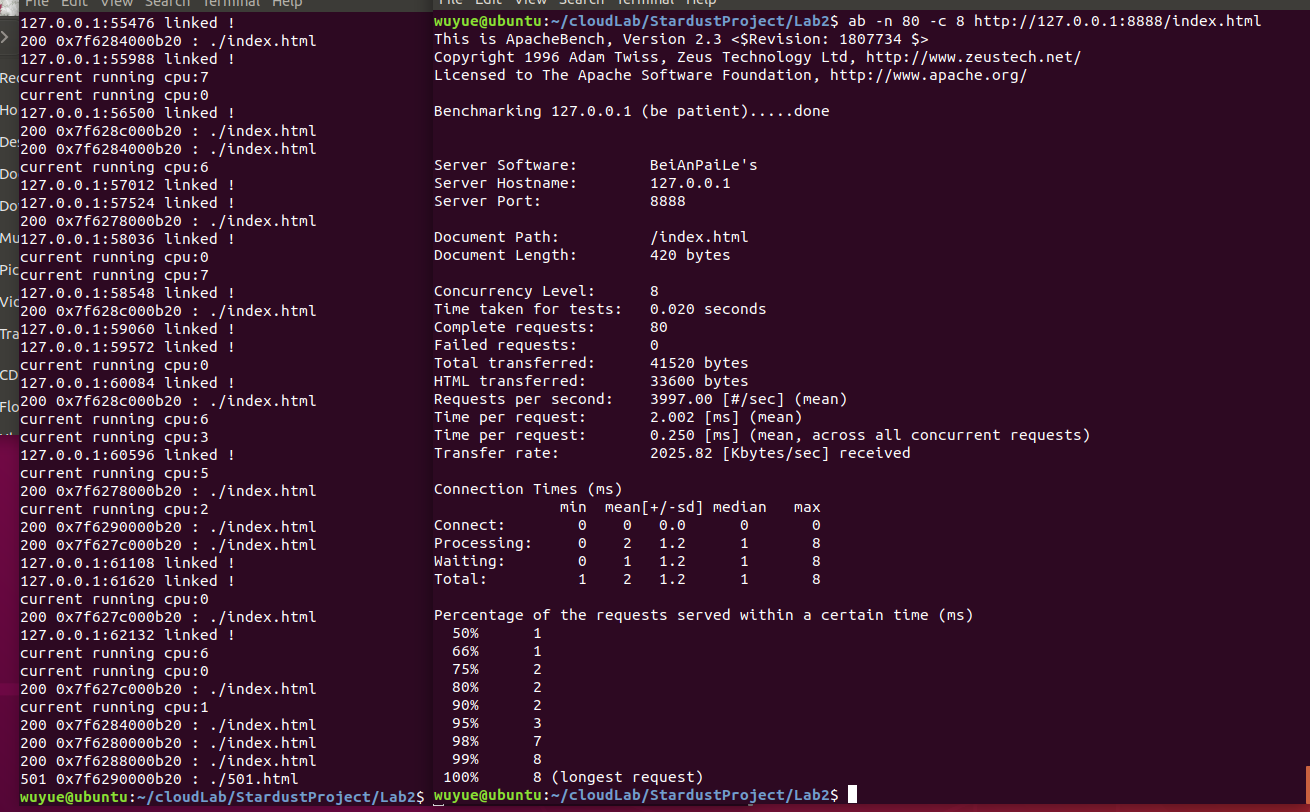 File Edit View Search Terminal Help
127.0.0.1:55476 linked !
200 0x7f6284000b20 : ./index.html
127.0.0.1:55988 linked !
current running cpu:7
current running cpu:0
127.0.0.1:56500 linked !
200 0x7f628c000b20 : ./index.html
200 0x7f6284000b20 : ./index.html
current running cpu:6
127.0.0.1:57012 linked !
127.0.0.1:57524 linked !
200 0x7f6278000b20 : ./index.html
127.0.0.1:58036 linked !
current running cpu:0
current running cpu:7
127.0.0.1:58548 linked !
200 0x7f628c000b20 : ./index.html
127.0.0.1:59060 linked !
127.0.0.1:59572 linked !
current running cpu:0
127.0.0.1:60084 linked !
200 0x7f628c000b20 : ./index.html
current running cpu:6
current running cpu:3
127.0.0.1:60596 linked !
current running cpu:5
200 0x7f6278000b20 : ./index.html
current running cpu:2
200 0x7f6290000b20 : ./index.html
200 0x7f627c000b20 : ./index.html
127.0.0.1:61108 linked !
127.0.0.1:61620 linked !
current running cpu:0
200 0x7f627c000b20 : ./index.html
127.0.0.1:62132 linked !
current running cpu:6
current running cpu:0
200 0x7f627c000b20 : ./index.html
current running cpu:1
200 0x7f6284000b20 : ./index.html
200 0x7f6280000b20 : ./index.html
200 0x7f6288000b20 : ./index.html
501 0x7f6290000b20 : ./501.html
wuyue@ubuntu:~/cloudLab/StardustProject/Lab2$
File Edit View Search Terminal Help
wuyue@ubuntu:~/cloudLab/StardustProject/Lab2$ ab -n 80 -c 8 http://127.0.0.1:8888/index.html
This is ApacheBench, Version 2.3 <$Revision: 1807734 $>
Copyright 1996 Adam Twiss, Zeus Technology Ltd, http://www.zeustech.net/
Licensed to The Apache Software Foundation, http://www.apache.org/
Benchmarking 127.0.0.1 (be patient).....done
Server Software: BeiAnPaiLe's
Server Hostname: 127.0.0.1
Server Port: 8888
Document Path: /index.html
Document Length: 420 bytes
Concurrency Level: 8
Time taken for tests: 0.020 seconds
Complete requests: 80
Failed requests: 0
Total transferred: 41520 bytes
HTML transferred: 33600 bytes
Requests per second: 3997.00 [#/sec] (mean)
Time per request: 2.002 [ms] (mean)
Time per request: 0.250 [ms] (mean, across all concurrent requests)
Transfer rate: 2025.82 [Kbytes/sec] received
Connection Times (ms)
min mean[+/-sd] median max
Connect: 0 0 0.0 0 0
Processing: 0 2 1.2 1 8
Waiting: 0 1 1.2 1 8
Total: 1 2 1.2 1 8
Percentage of the requests served within a certain time (ms)
50% 1
66% 1
75% 2
80% 2
90% 2
95% 3
98% 7
99% 8
100% 8 (longest request)
wuyue@ubuntu:~/cloudLab/StardustProject/Lab2$